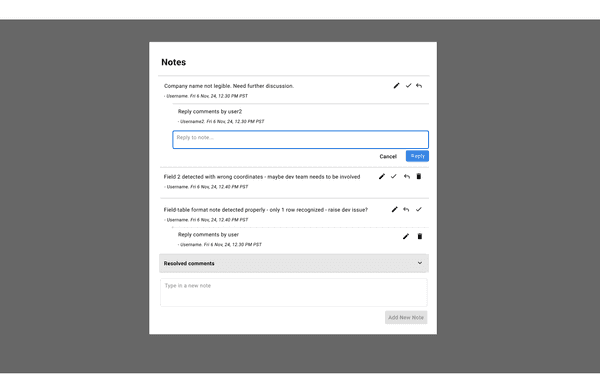 Notes
Company name not legible. Need further discussion.
- Username. Fri 6 Nov, 24, 12.30 PM PST
Reply comments by user2
- Username2. Fri 6 Nov, 24, 12.30 PM PST
Reply to note...
Cancel
Reply
Field 2 detected with wrong coordinates - maybe dev team needs to be involved
- Username. Fri 6 Nov, 24, 12.40 PM PST
Field-table format note detected properly - only 1 row recognized - raise dev issue?
- Username. Fri 6 Nov, 24, 12.40 PM PST
Reply comments by user
- Username. Fri 6 Nov, 24, 12.30 PM PST
Resolved comments
Type in a new note
Add New Note